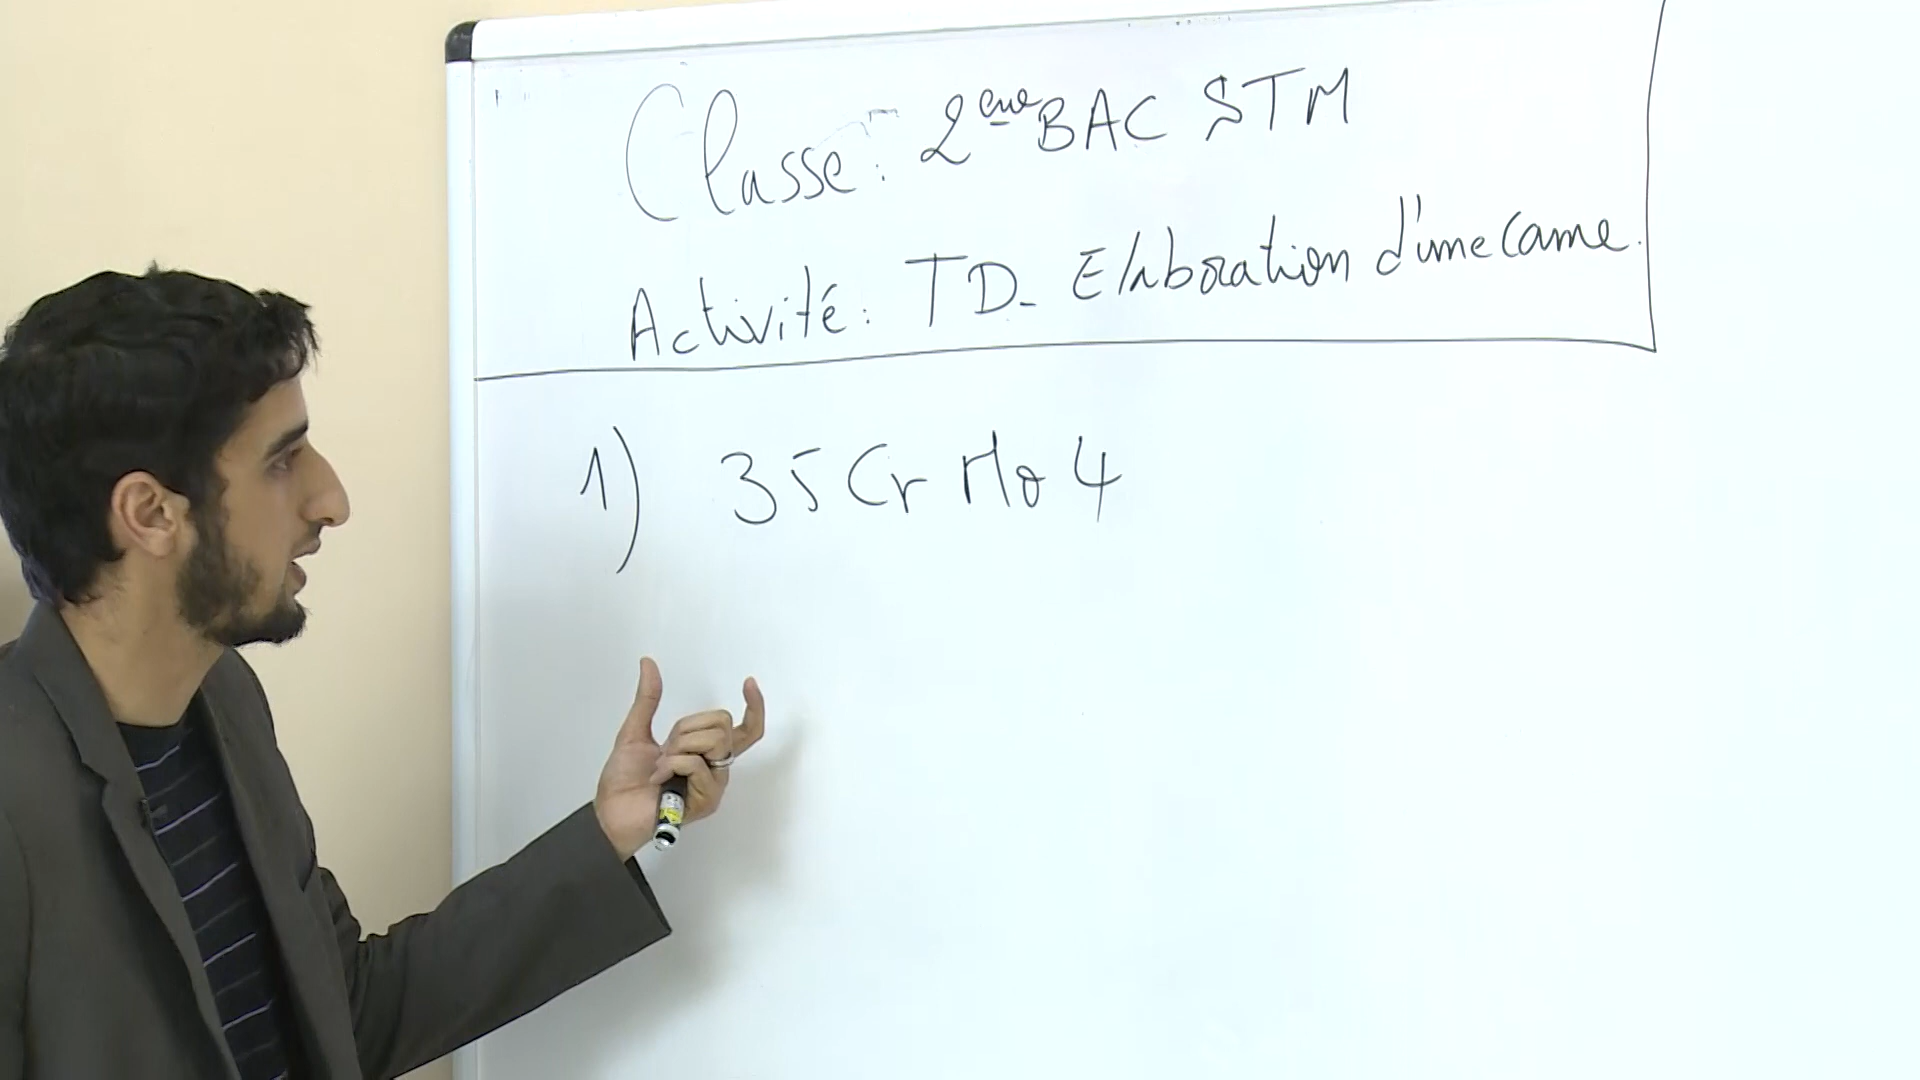 Classe: 2ème BAC STM
Activité: TD- Elaboration d'une Came.
1) 35 Cr Mo 4